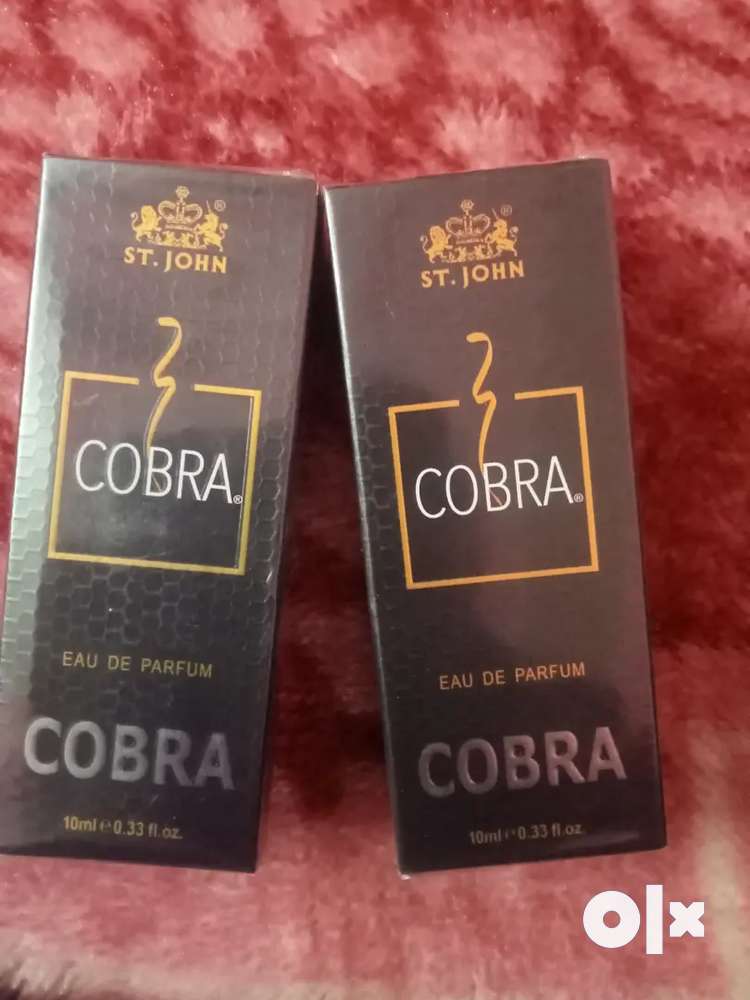 ST. JOHN
COBRA®
EAU DE PARFUM
COBRA
10ml e 0.33 fl.oz.
®
ST. JOHN
COBRA®
EAU DE PARFUM
COBRA
10ml e 0.33 fl.oz.
olx